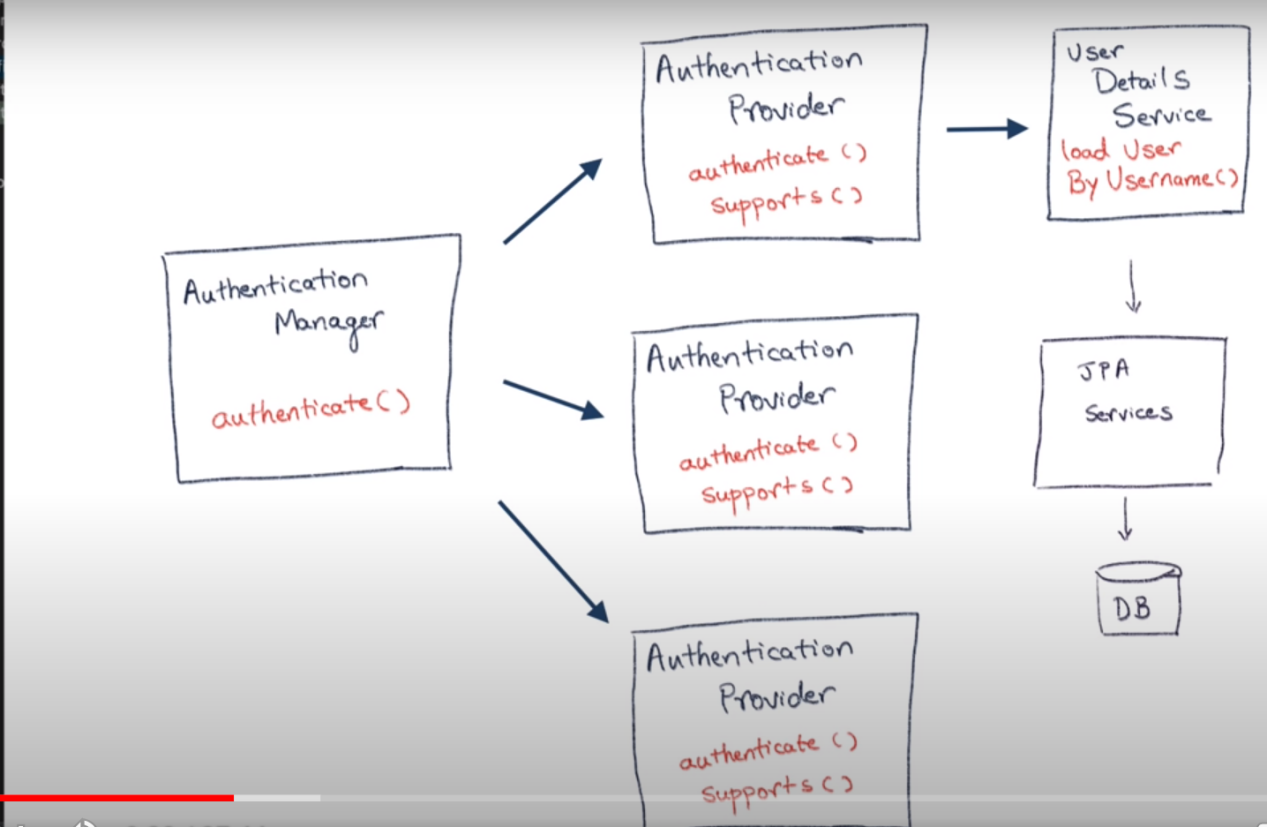 Authentication
Manager
authenticate()
Authentication
Provider
authenticate ()
supports()
User
Details
Service
load User
By Username()
JPA
Services
DB
Authentication
Provider
authenticate ()
supports()
Authentication
Provider
authenticate ()
supports()